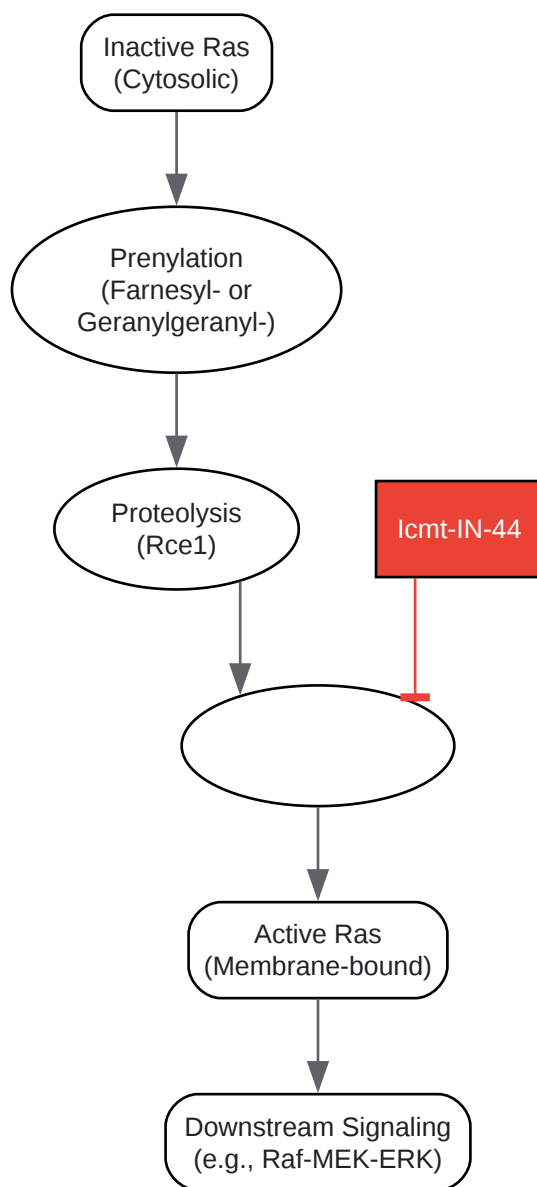 Inactive Ras
(Cytosolic)
Prenylation
(Farnesyl- or
Geranylgeranyl-)
Proteolysis
(Rce1)
Icmt-IN-44
Active Ras
(Membrane-bound)
Downstream Signaling
(e.g., Raf-MEK-ERK)